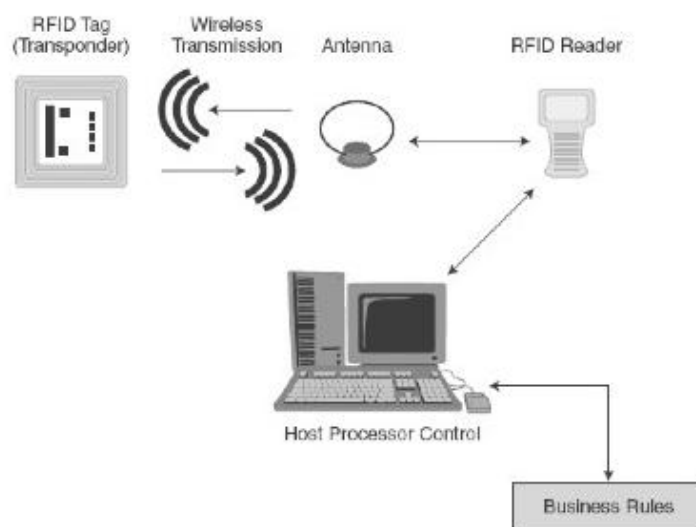 RFID Tag
(Transponder)
Wireless
Transmission
Antenna
RFID Reader
Host Processor Control
Business Rules